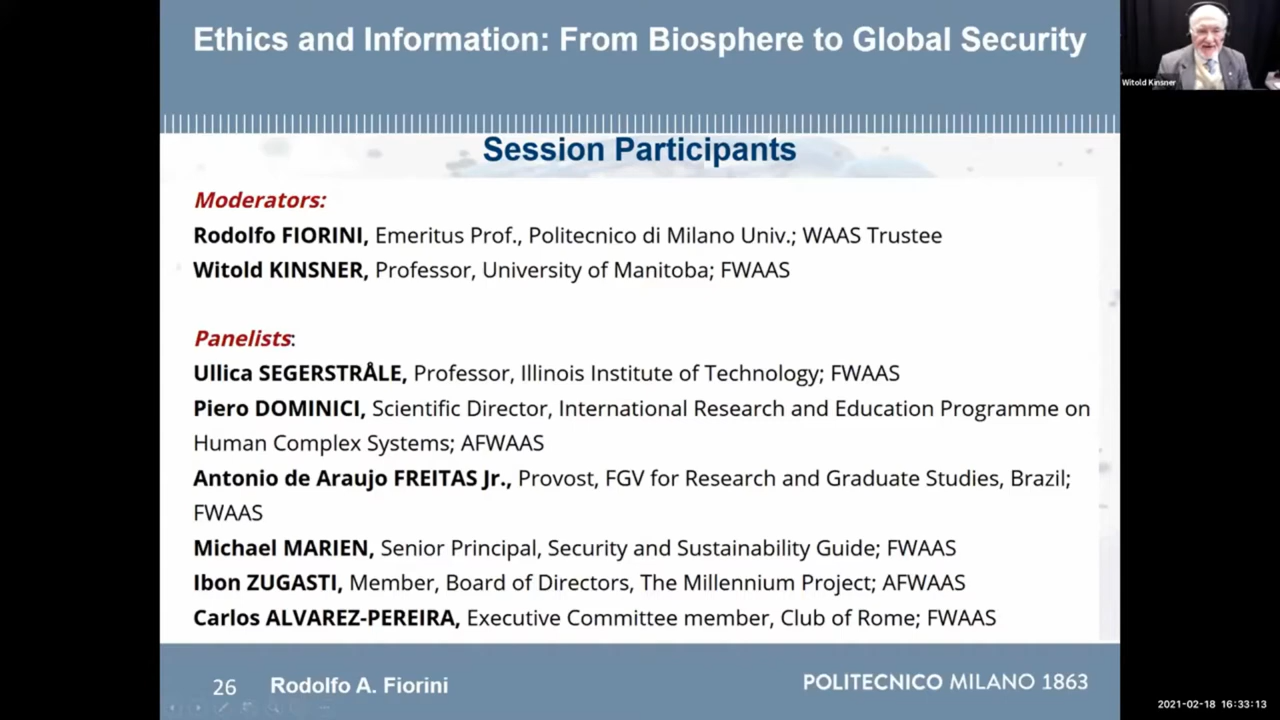 Ethics and Information: From Biosphere to Global Security
Witold Kinsner
Session Participants
Moderators:
Rodolfo FIORINI, Emeritus Prof., Politecnico di Milano Univ.; WAAS Trustee
Witold KINSNER, Professor, University of Manitoba; FWAAS
Panelists:
Ullica SEGERSTRÅLE, Professor, Illinois Institute of Technology; FWAAS
Piero DOMINICI, Scientific Director, International Research and Education Programme on
Human Complex Systems; AFWAAS
Antonio de Araujo FREITAS Jr., Provost, FGV for Research and Graduate Studies, Brazil;
FWAAS
Michael MARIEN, Senior Principal, Security and Sustainability Guide; FWAAS
Ibon ZUGASTI, Member, Board of Directors, The Millennium Project; AFWAAS
Carlos ALVAREZ-PEREIRA, Executive Committee member, Club of Rome; FWAAS
26 Rodolfo A. Fiorini
POLITECNICO MILANO 1863
2021-02-18 16:33:13